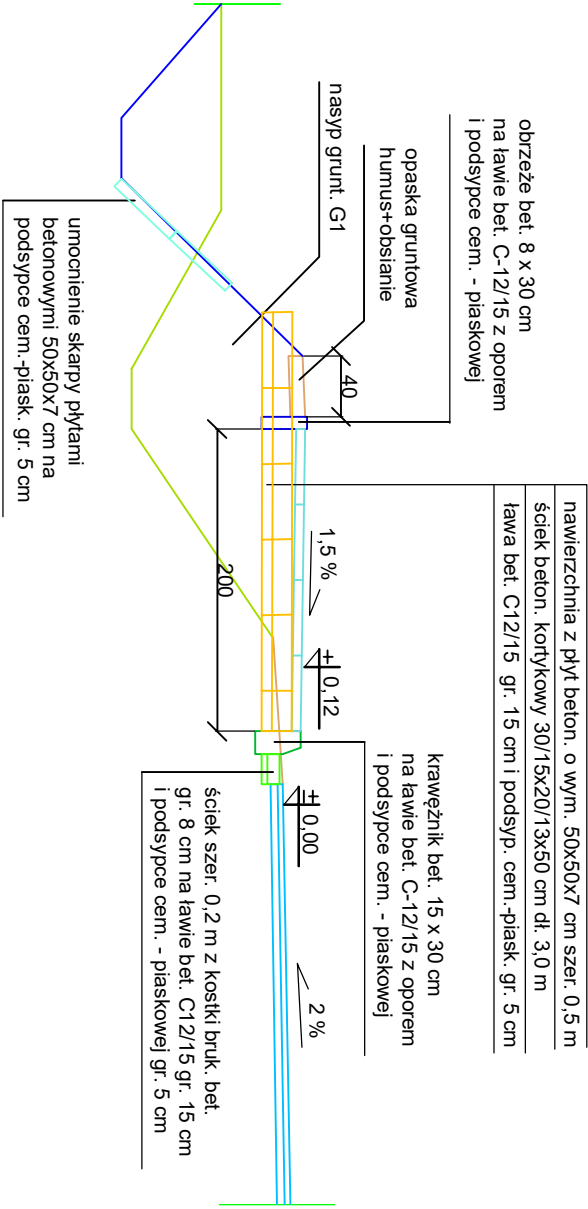 nawierzchnia z płyt beton. o wym. 50x50x7 cm szer. 0,5 m
ściek beton. kortykowy 30/15x20/13x50 cm dł. 3,0 m
ława bet. C12/15 gr. 15 cm i podsyp. cem.-piask. gr. 5 cm
obrzeże bet. 8 x 30 cm
na ławie bet. C-12/15 z oporem
i podsypce cem. - piaskowej
opaska gruntowa
humus+obsianie
nasyp grunt. G1
krawężnik bet. 15 x 30 cm
na ławie bet. C-12/15 z oporem
i podsypce cem. - piaskowej
40
1,5 %
± 0,12
± 0,00
2 %
200
umocnienie skarpy płytami
betonowymi 50x50x7 cm na
podsypce cem.-piask. gr. 5 cm
ściek szer. 0,2 m z kostki bruk. bet.
gr. 8 cm na ławie bet. C12/15 gr. 15 cm
i podsypce cem. - piaskowej gr. 5 cm